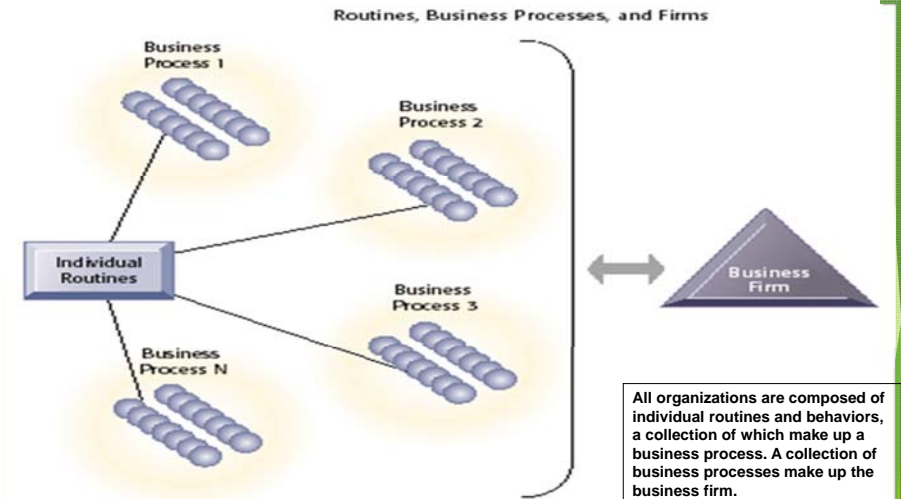 Routines, Business Processes, and Firms
Business
Process 1
Business
Process 2
Individual
Routines
Business
Process 3
Business
Firm
Business
Process N
All organizations are composed of
individual routines and behaviors,
a collection of which make up a
business process. A collection of
business processes make up the
business firm.